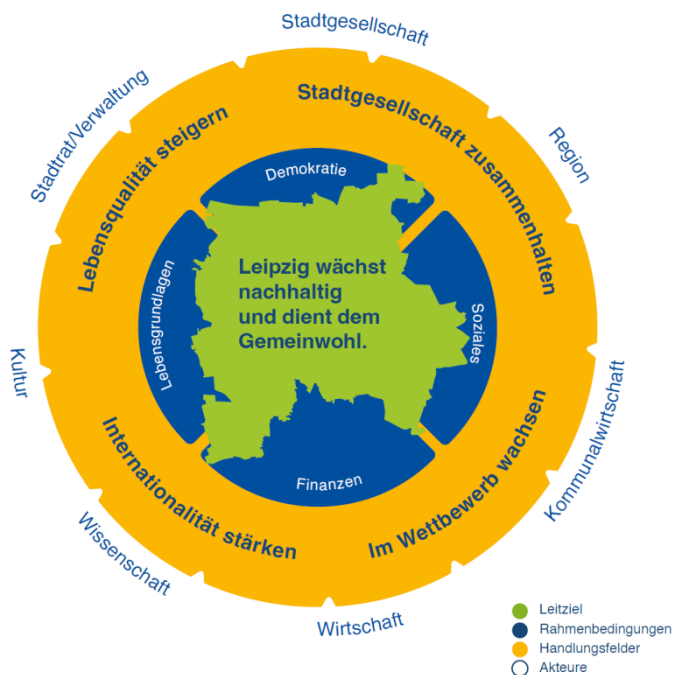 Stadtgesellschaft
Stadtrat/Verwaltung
Region
Lebensqualität steigern
Stadtgesellschaft zusammenhalten
Demokratie
Lebensgrundlagen
Leipzig wächst
nachhaltig
und dient dem
Gemeinwohl.
Soziales
Kultur
Kommunalwirtschaft
Finanzen
Internationalität stärken
Im Wettbewerb wachsen
Wissenschaft
Wirtschaft
Leitziel
Rahmenbedingungen
Handlungsfelder
Akteure